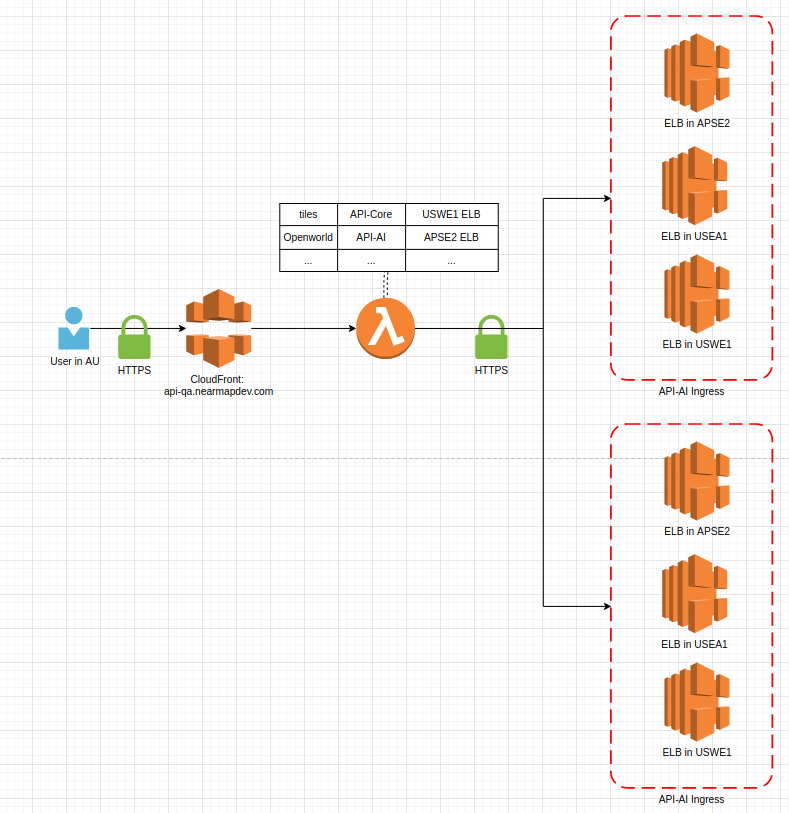 ELB in APSE2
ELB in USEA1
ELB in USWE1
API-AI Ingress
tiles API-Core USWE1 ELB
Openworld API-AI APSE2 ELB
... ... ...
User in AU
HTTPS
CloudFront:
api-qa.nearmapdev.com
HTTPS
ELB in APSE2
ELB in USEA1
ELB in USWE1
API-AI Ingress